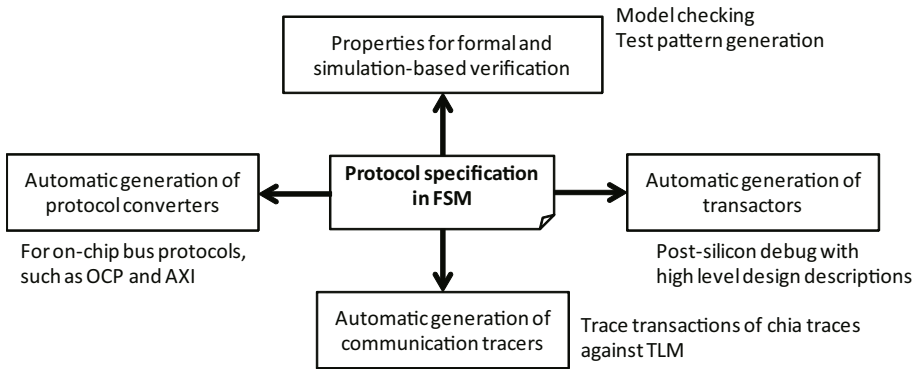 Model checking
Test pattern generation
Properties for formal and
simulation-based verification
Protocol specification
in FSM
Automatic generation of
protocol converters
For on-chip bus protocols,
such as OCP and AXI
Automatic generation of
transactors
Post-silicon debug with
high level design descriptions
Automatic generation of
communication tracers
Trace transactions of chia traces
against TLM